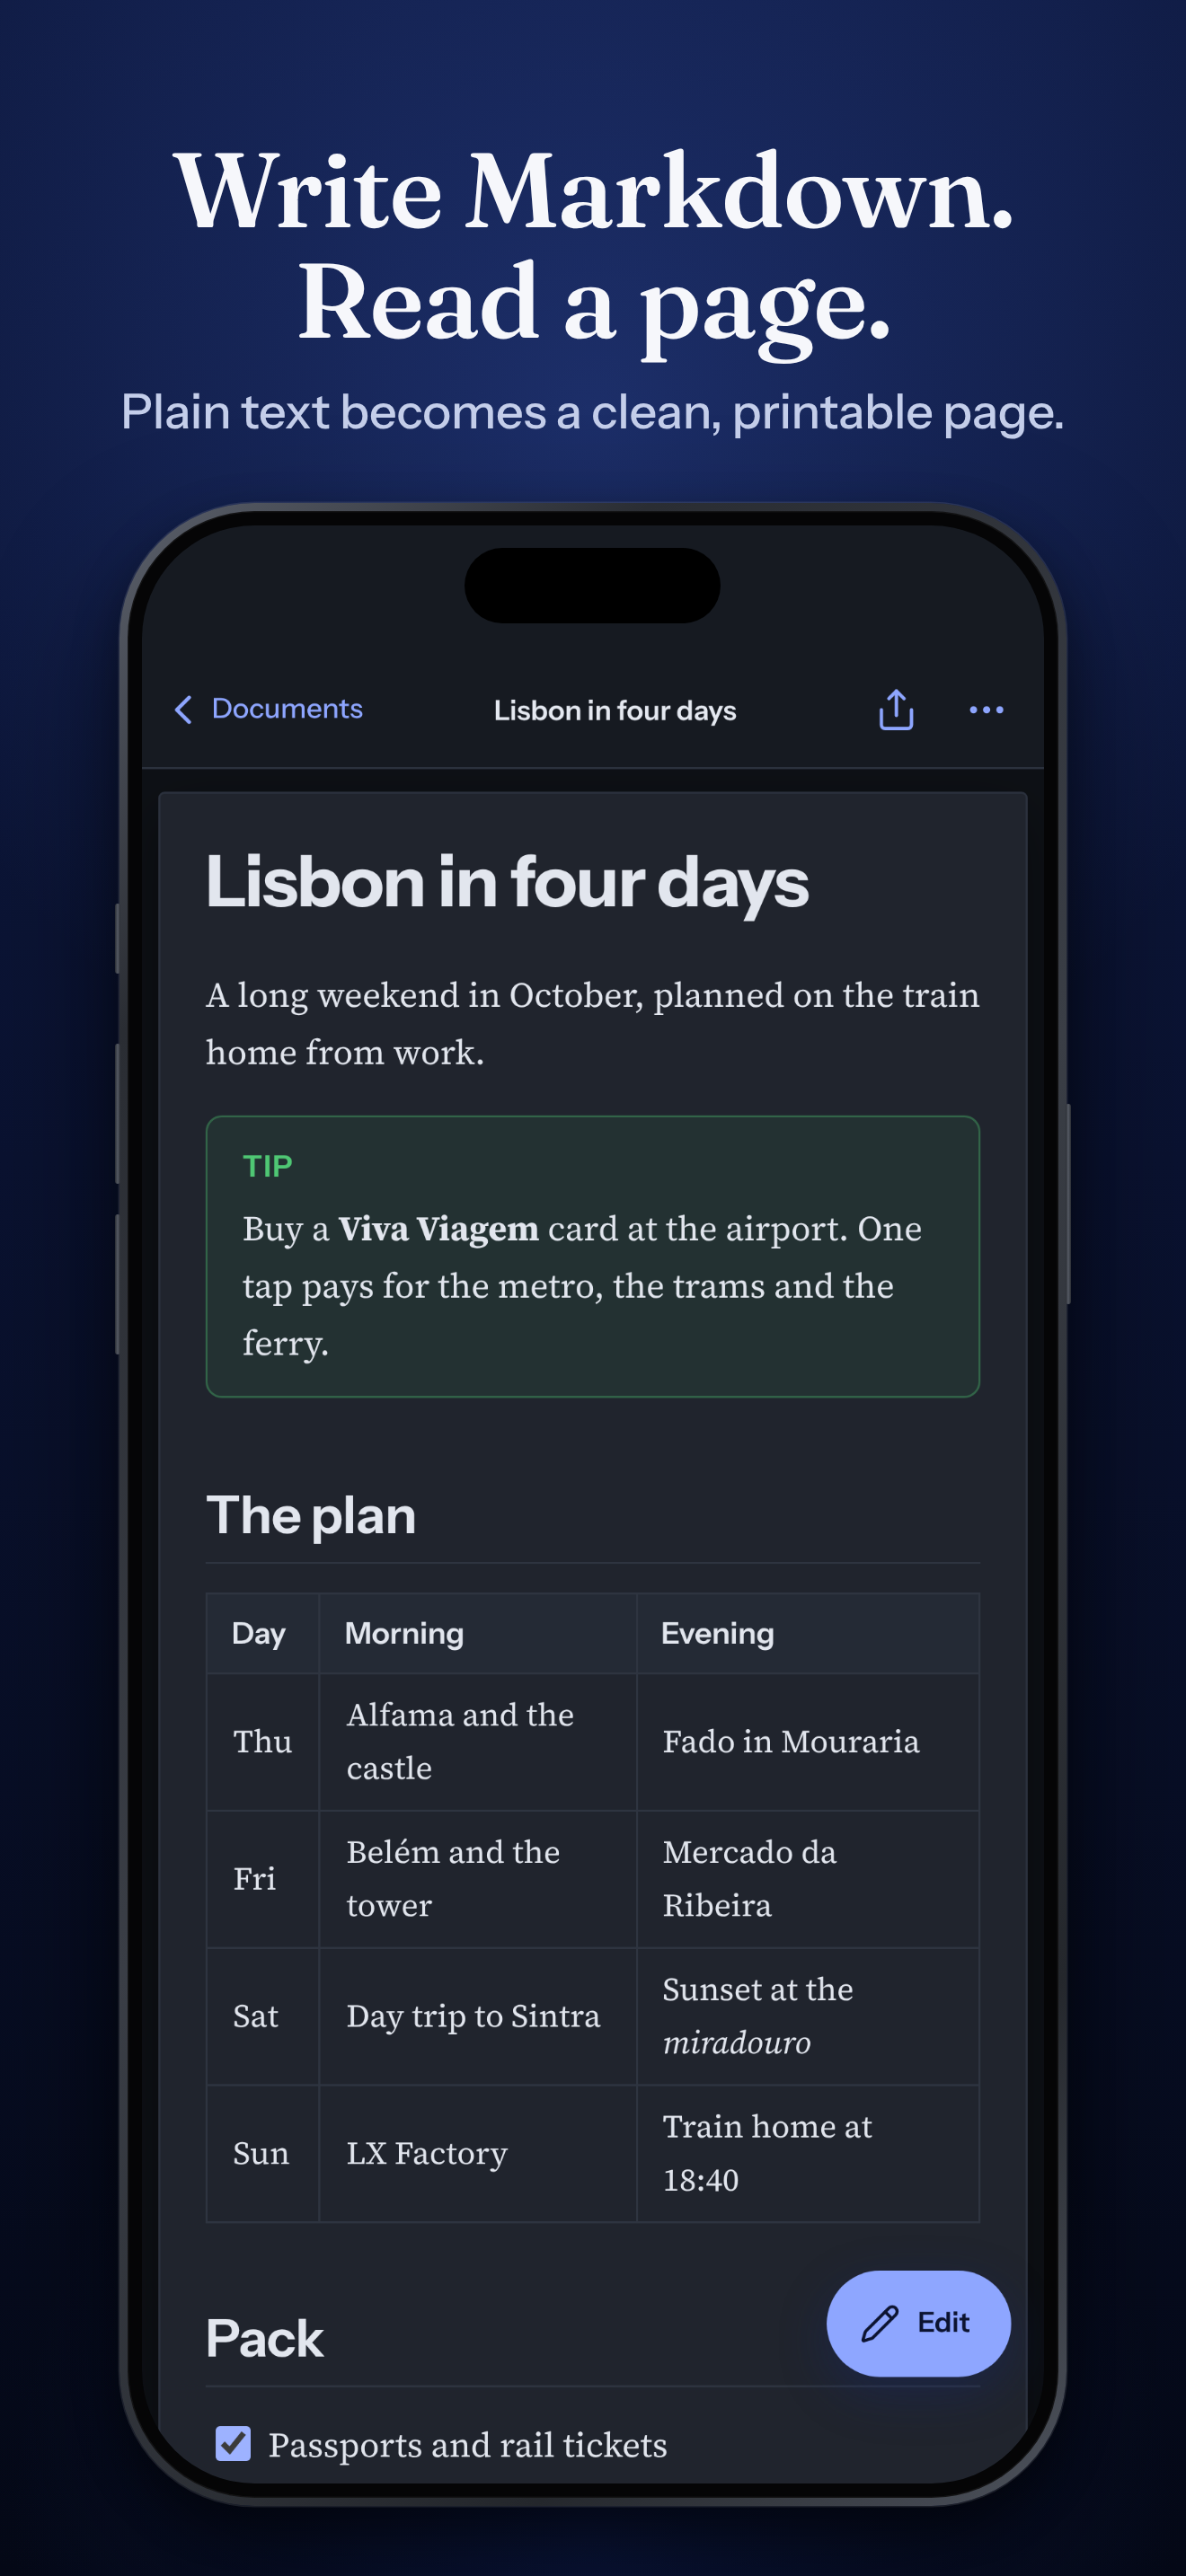 Write Markdown.
Read a page.
Plain text becomes a clean, printable page.
Documents
Lisbon in four days
Lisbon in four days
A long weekend in October, planned on the train
home from work.
TIP
Buy a Viva Viagem card at the airport. One
tap pays for the metro, the trams and the
ferry.
The plan
Day Morning Evening
Thu Alfama and the castle Fado in Mouraria
Fri Belém and the tower Mercado da Ribeira
Sat Day trip to Sintra Sunset at the miradouro
Sun LX Factory Train home at 18:40
Pack
Edit
Passports and rail tickets